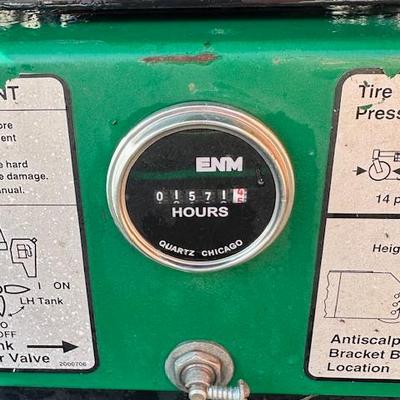 NT
ore
ent
e hard
e damage.
anual.
I ON
LH Tank
O
OFF
nk
r Valve
2000706
ENM
0 1 5 7 1
HOURS
QUARTZ CHICAGO
Tire
Press
14 p
Heig
Antiscalp
Bracket B
Location